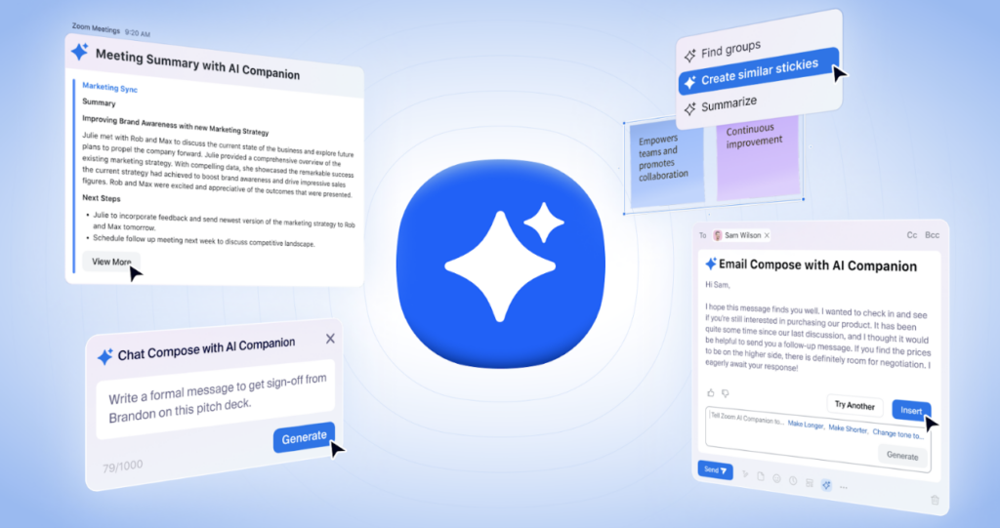 Zoom Meetings 9:20 AM
Meeting Summary with AI Companion
Marketing Sync
Summary
Improving Brand Awareness with new Marketing Strategy
Julie met with Rob and Max to discuss the current state of the business and explore future
plans to propel the company forward. Julie provided a comprehensive overview of the
existing marketing strategy. With compelling data, she showcased the remarkable success
the current strategy had achieved to boost brand awareness and drive impressive sales
figures. Rob and Max were excited and appreciative of the outcomes that were presented.
Next Steps
• Julie to incorporate feedback and send newest version of the marketing strategy to Rob
and Max tomorrow.
• Schedule follow up meeting next week to discuss competitive landscape.
View More
Find groups
Create similar stickies
Summarize
Empowers
teams and
promotes
collaboration
Continuous
improvement
Chat Compose with AI Companion
Write a formal message to get sign-off from
Brandon on this pitch deck.
Generate
79/1000
To Sam Wilson Cc Bcc
Email Compose with AI Companion
Hi Sam,
I hope this message finds you well. I wanted to check in and see
if you're still interested in purchasing our product. It has been
quite some time since our last discussion, and I thought it would
be helpful to send you a follow-up message. If you find the prices
to be on the higher side, there is definitely room for negotiation. I
eagerly await your response!
Try Another
Insert
Tell Zoom AI Companion to... Make Longer, Make Shorter, Change tone to...
Generate
Send